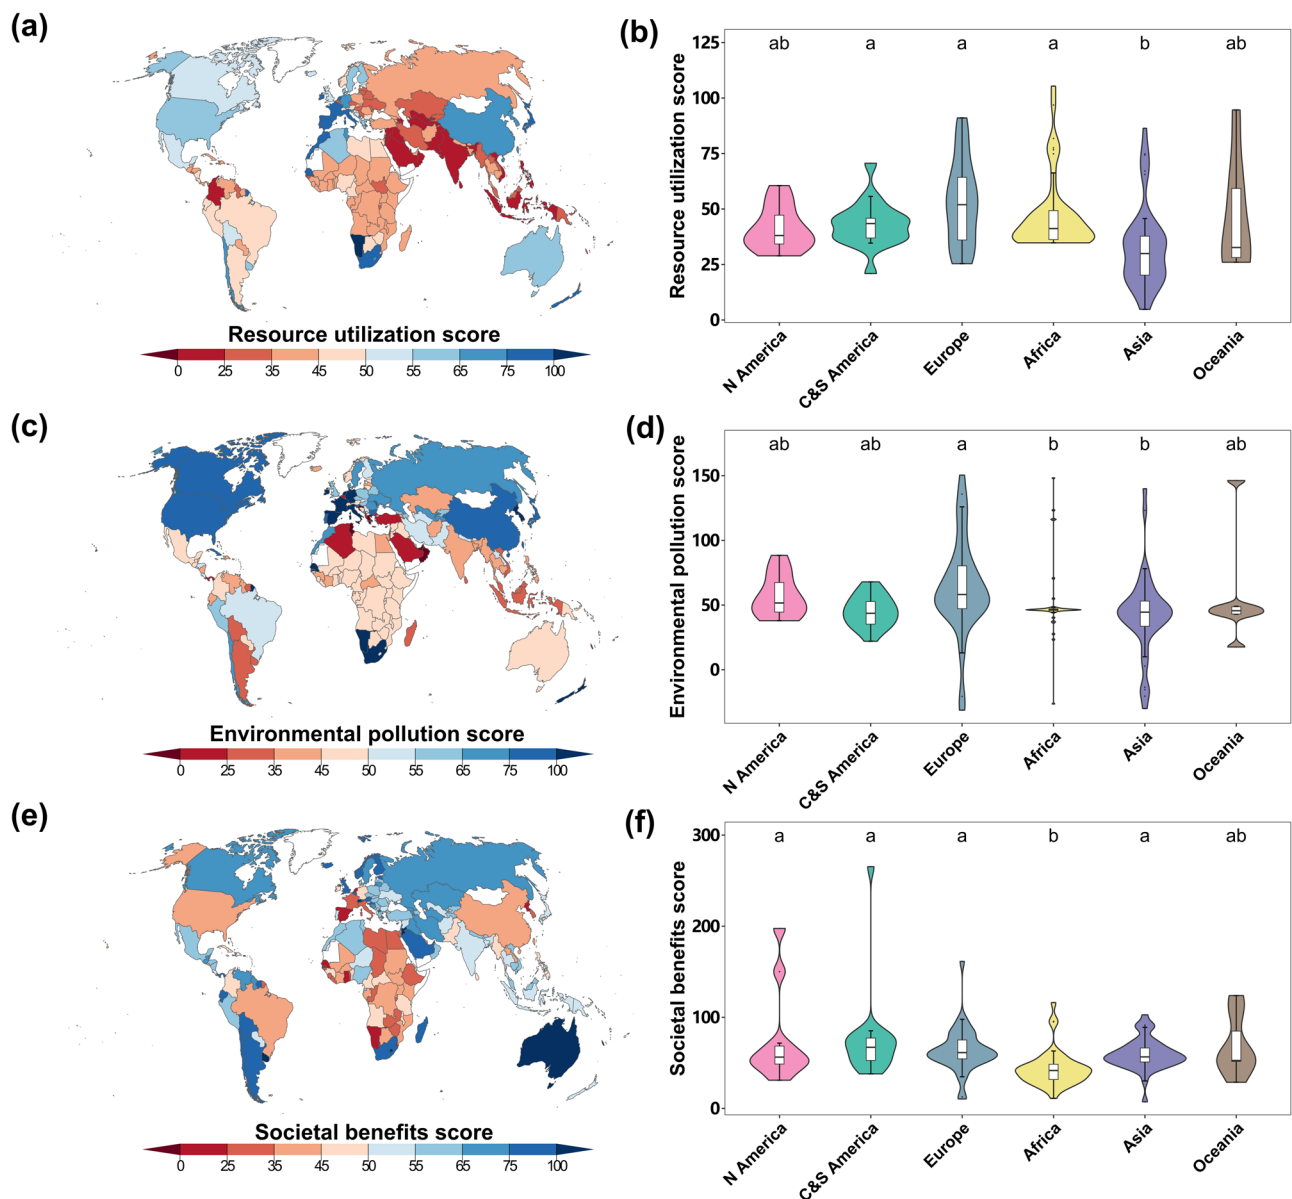 (a)
Resource utilization score
0 25 35 45 50 55 65 75 100
(b)
Resource utilization score
125
100
75
50
25
0
ab a a a b ab
N America C&S America Europe Africa Asia Oceania
(c)
Environmental pollution score
0 25 35 45 50 55 65 75 100
(d)
Environmental pollution score
150
100
50
0
ab ab a b b ab
N America C&S America Europe Africa Asia Oceania
(e)
Societal benefits score
0 25 35 45 50 55 65 75 100
(f)
Societal benefits score
300
200
100
0
a a a b a ab
N America C&S America Europe Africa Asia Oceania